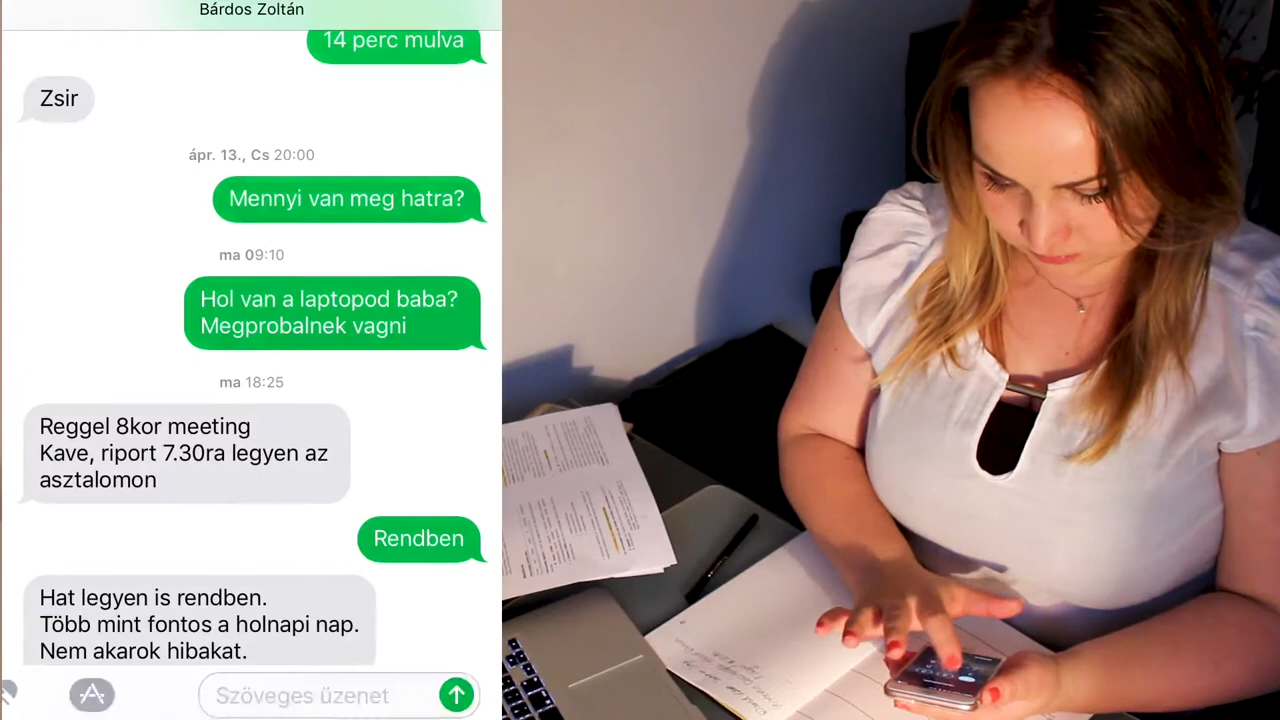 Bárdos Zoltán
14 perc mulva
Zsir
ápr. 13., Cs 20:00
Mennyi van meg hatra?
ma 09:10
Hol van a laptopod baba?
Megprobalnek vagni
ma 18:25
Reggel 8kor meeting
Kave, riport 7.30ra legyen az
asztalomon
Rendben
Hat legyen is rendben.
Több mint fontos a holnapi nap.
Nem akarok hibakat.
Szöveges üzenet